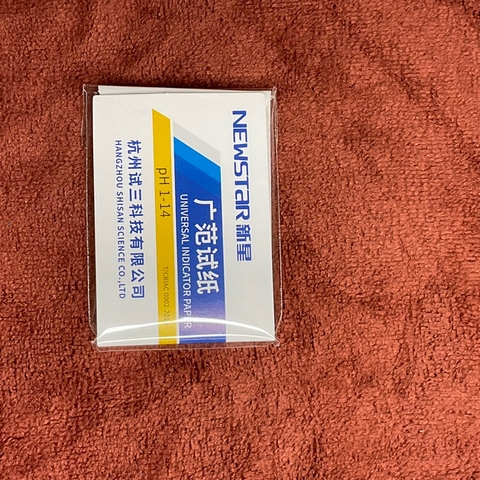 NEWSTAR 新星
广范试纸
UNIVERSAL INDICATOR PAPER
pH 1-14
杭州试三科技有限公司
HANGZHOU SHISAN SCIENCE CO.,LTD